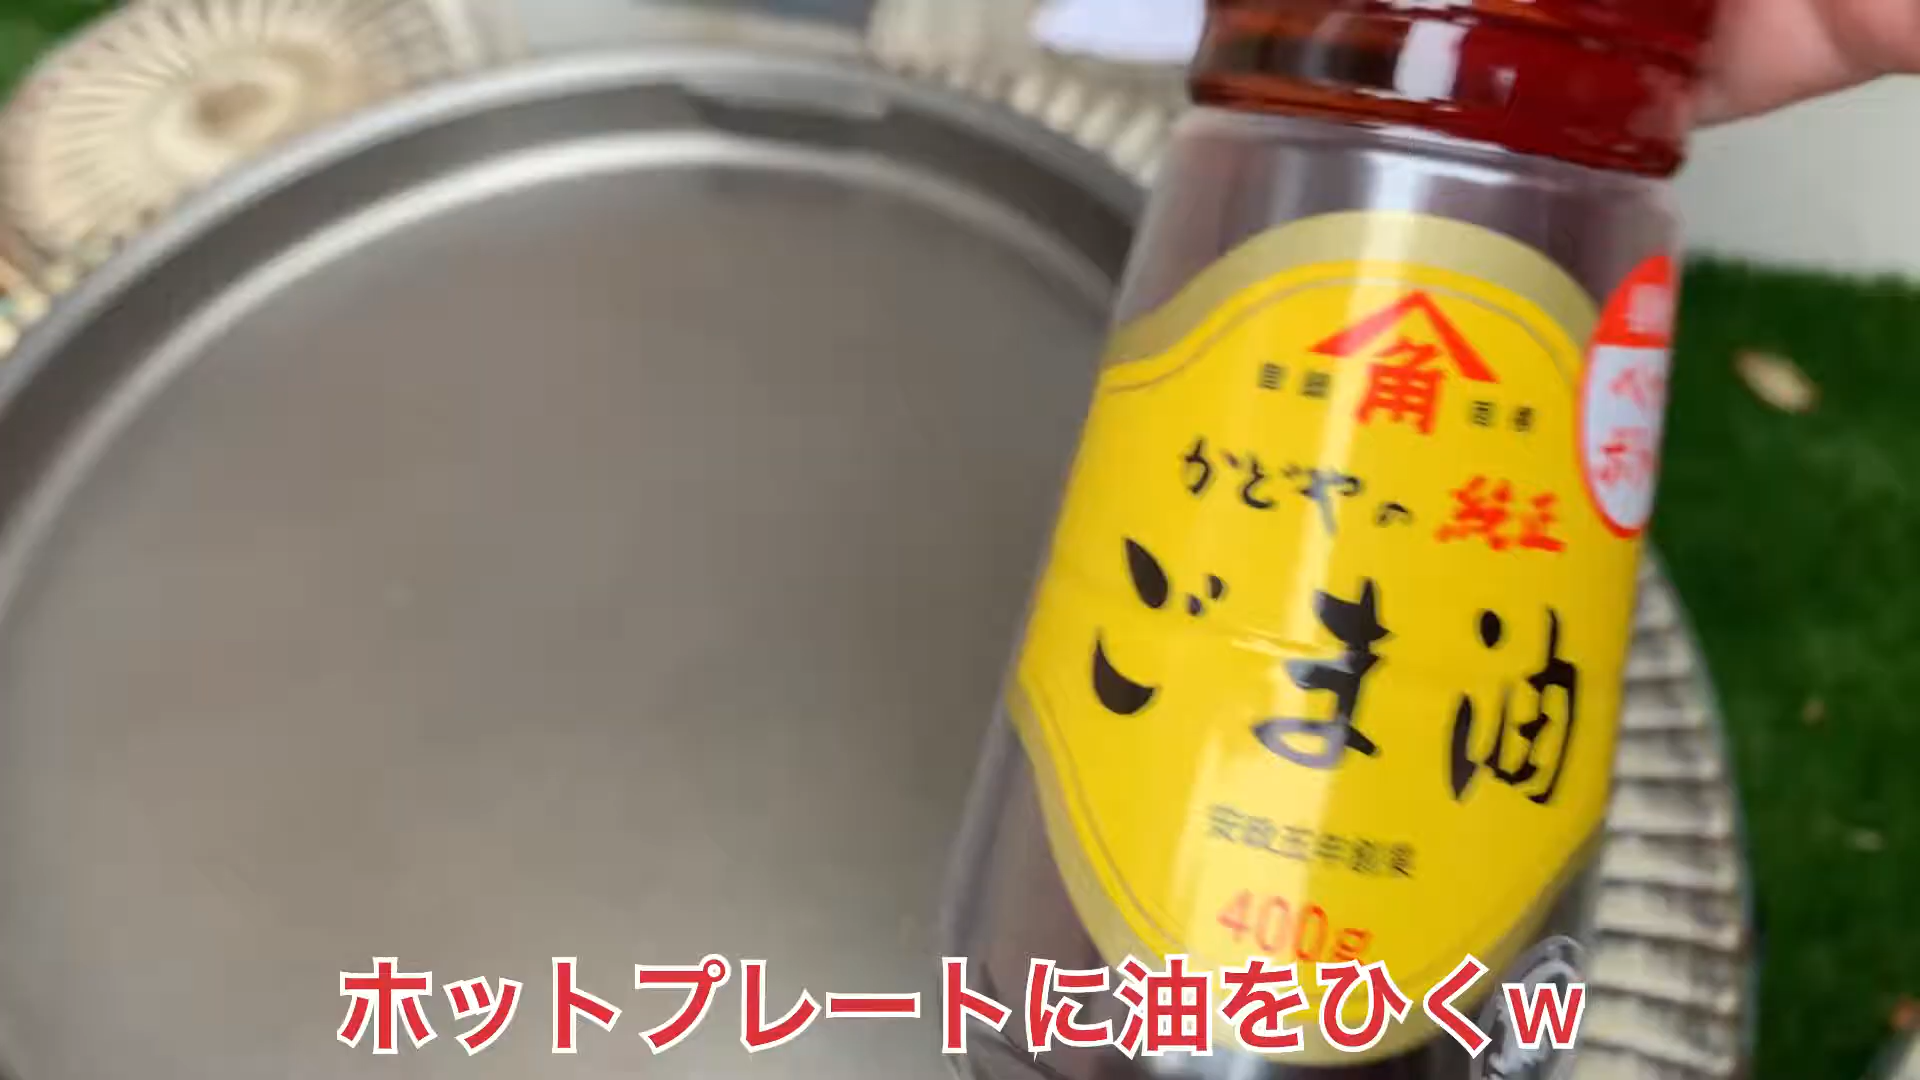 角
かどやの 純正
ごま油
400g
ホットプレートに油をひくw